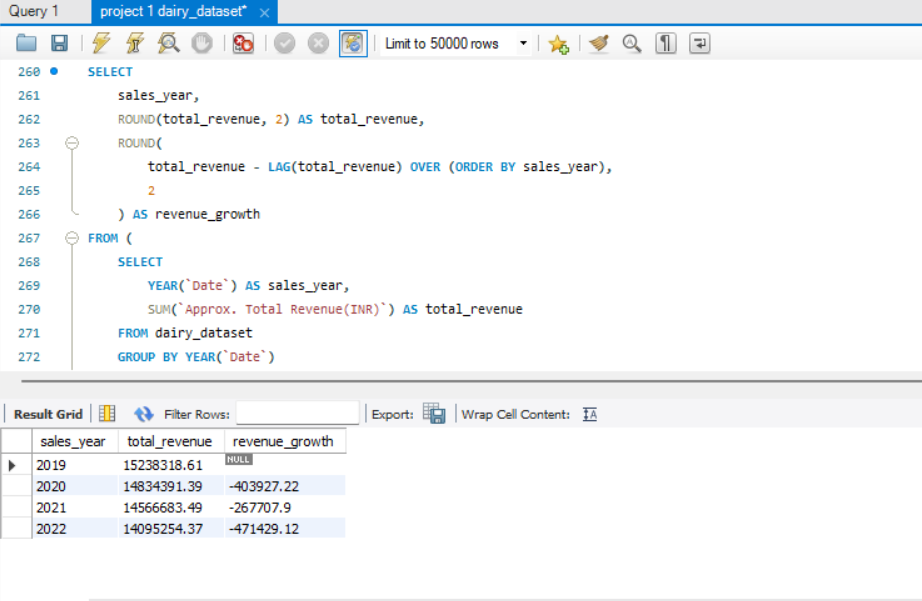 Query 1
project 1 dairy_dataset*
Limit to 50000 rows
260 SELECT
261 sales_year,
262 ROUND(total_revenue, 2) AS total_revenue,
263 ROUND(
264 total_revenue - LAG(total_revenue) OVER (ORDER BY sales_year),
265 2
266 ) AS revenue_growth
267 FROM (
268 SELECT
269 YEAR(`Date`) AS sales_year,
270 SUM(`Approx. Total Revenue(INR)`) AS total_revenue
271 FROM dairy_dataset
272 GROUP BY YEAR(`Date`)
Result Grid Filter Rows: Export: Wrap Cell Content:
sales_year total_revenue revenue_growth
2019 15238318.61 NULL
2020 14834391.39 -403927.22
2021 14566683.49 -267707.9
2022 14095254.37 -471429.12